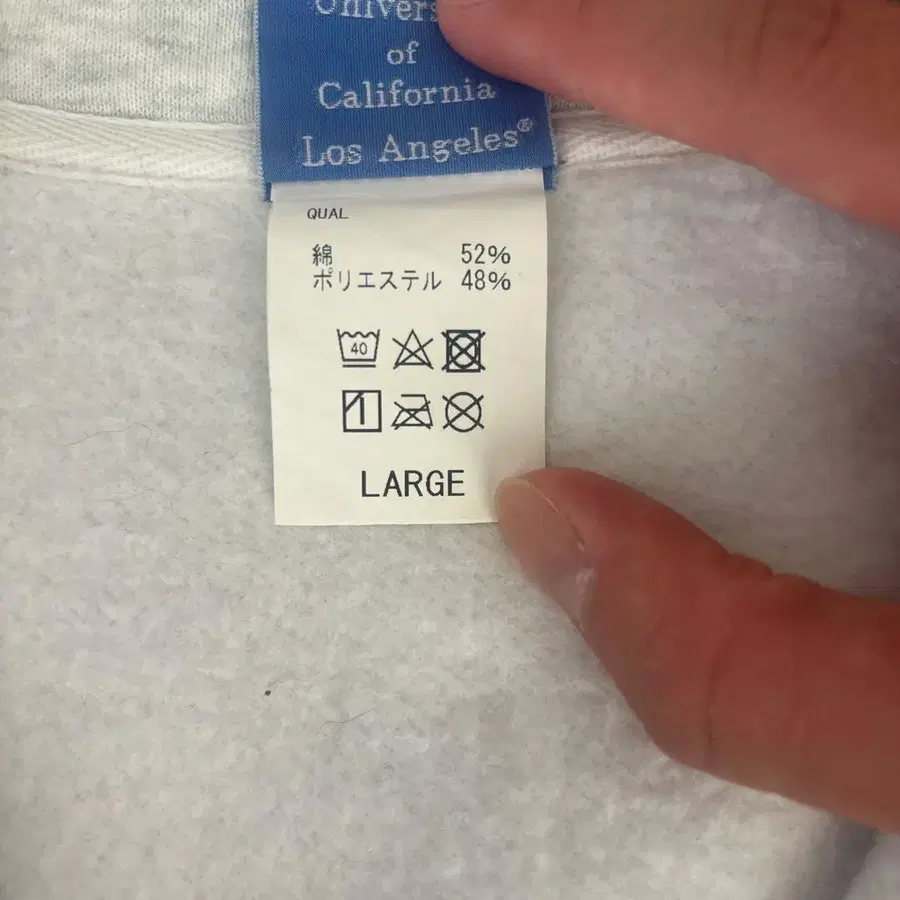 of
California
Los Angeles®
QUAL
綿 52%
ポリエステル 48%
40
LARGE